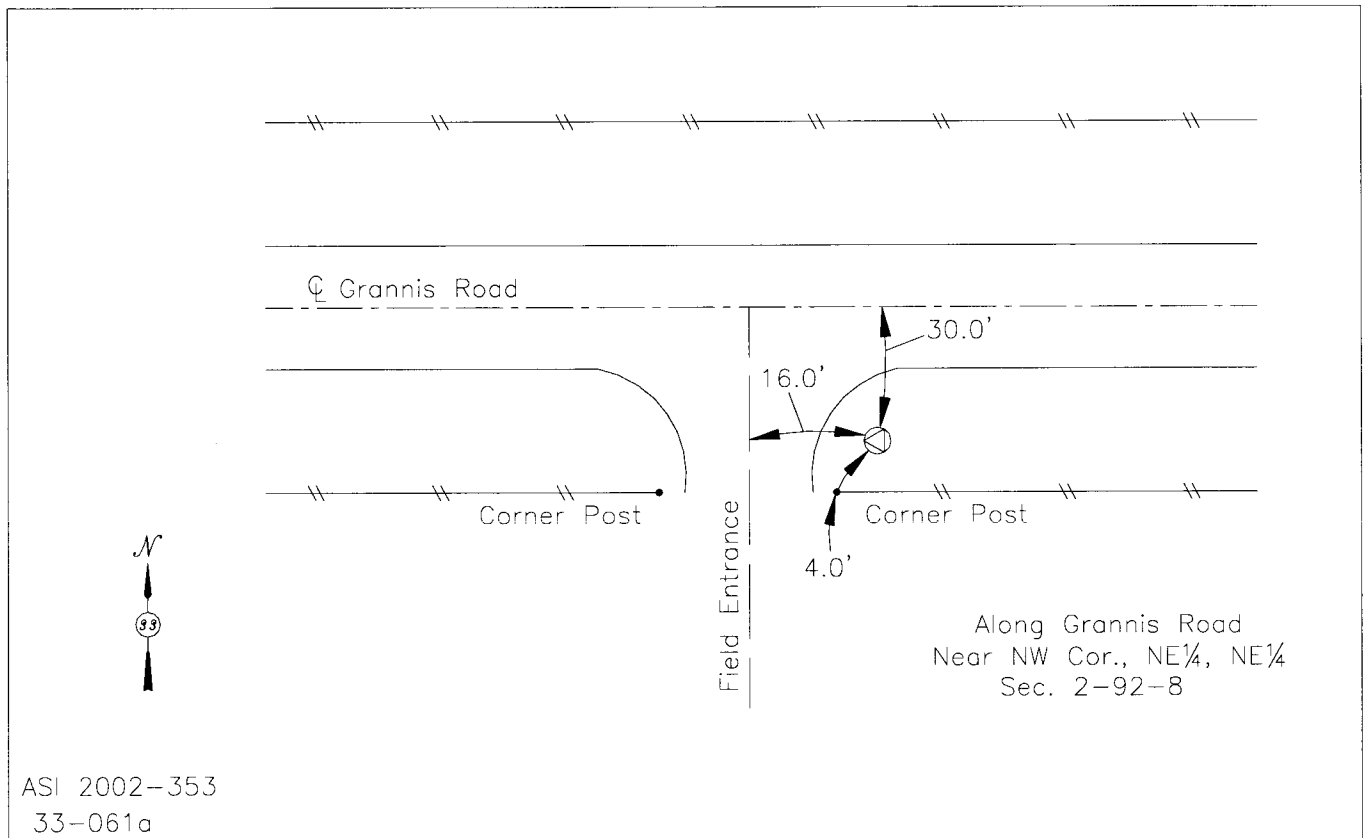 ℄ Grannis Road
30.0'
16.0'
Corner Post
Corner Post
4.0'
Field Entrance
N
33
Along Grannis Road
Near NW Cor., NE¼, NE¼
Sec. 2-92-8
ASI 2002-353
33-061a